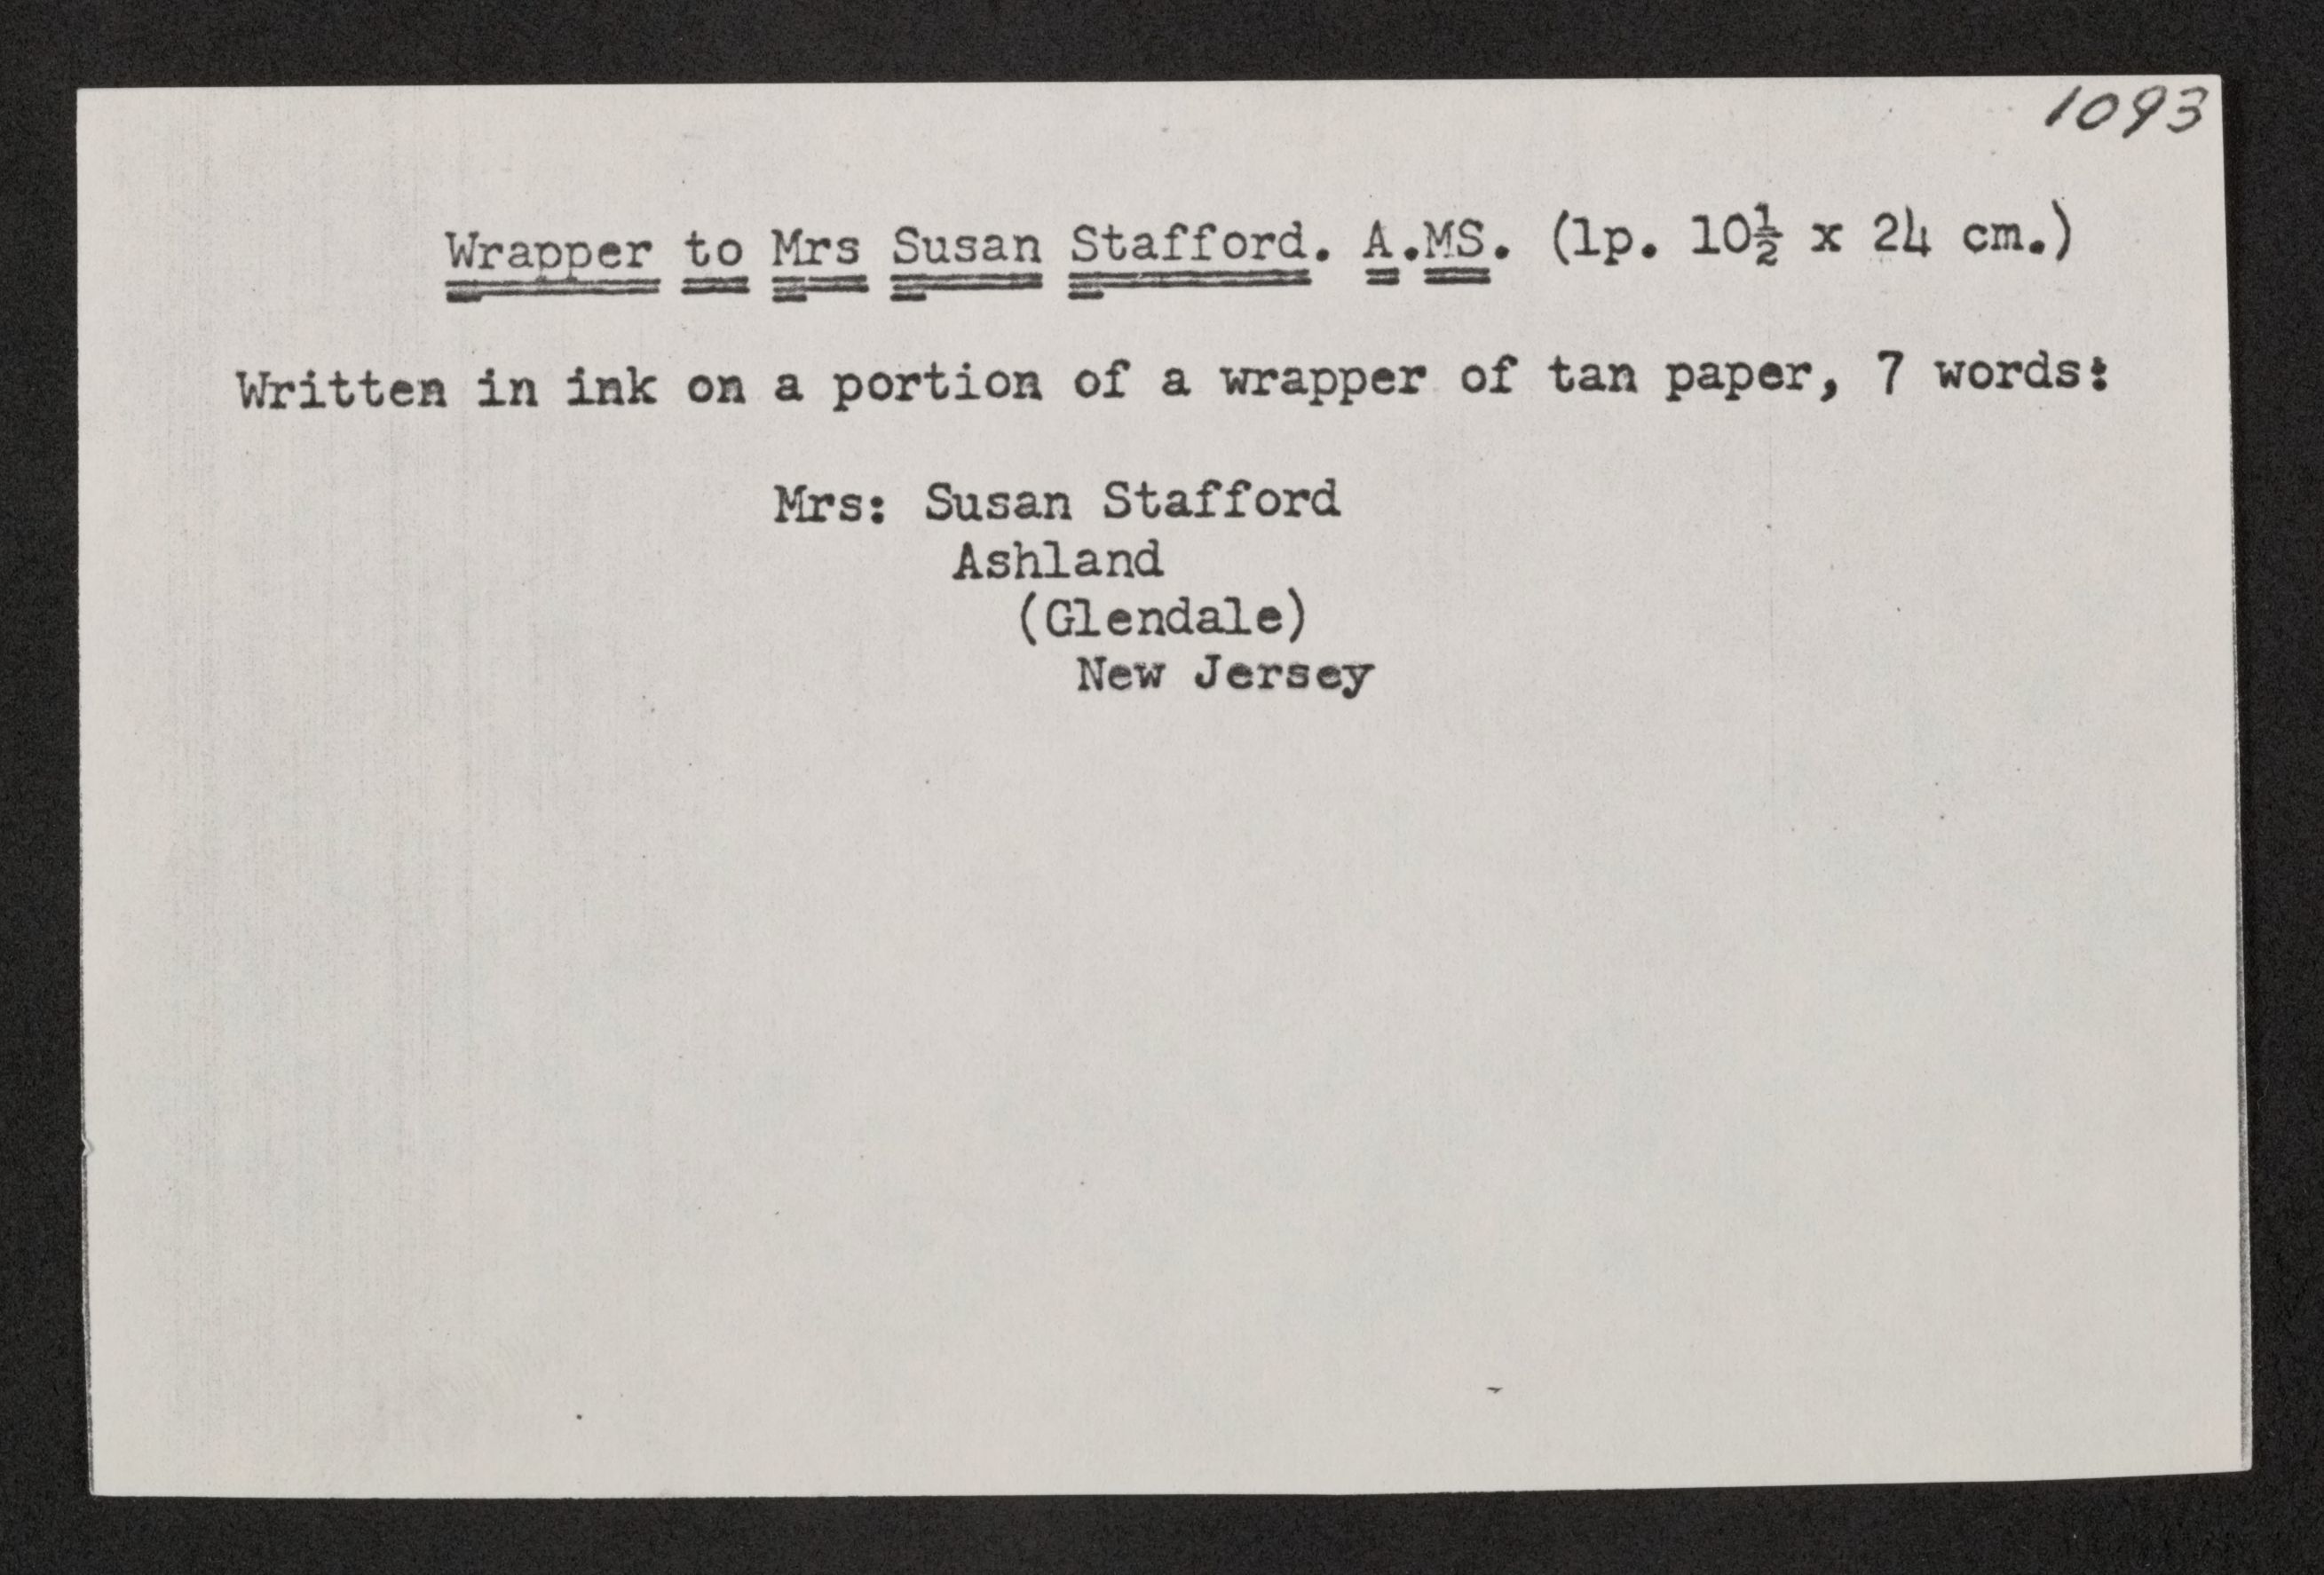 1093
Wrapper to Mrs Susan Stafford. A.MS. (1p. 10½ x 24 cm.)
Written in ink on a portion of a wrapper of tan paper, 7 words:
Mrs: Susan Stafford
Ashland
(Glendale)
New Jersey